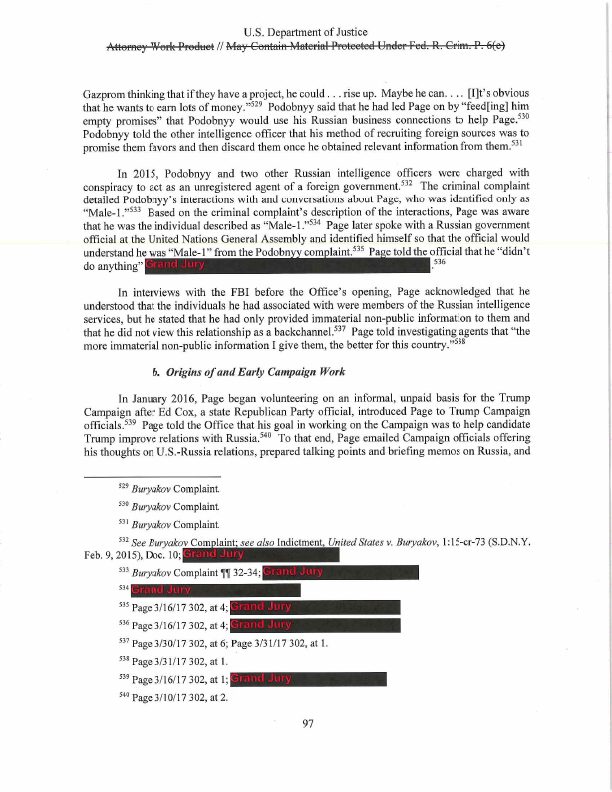 U.S. Department of Justice
Attorney Work Product // May Contain Material Protected Under Fed. R. Crim. P. 6(e)
Gazprom thinking that if they have a project, he could . . . rise up. Maybe he can. . . . [I]t's obvious
that he wants to earn lots of money."529 Podobnyy said that he had led Page on by "feed[ing] him
empty promises" that Podobnyy would use his Russian business connections to help Page.530
Podobnyy told the other intelligence officer that his method of recruiting foreign sources was to
promise them favors and then discard them once he obtained relevant information from them.531
In 2015, Podobnyy and two other Russian intelligence officers were charged with
conspiracy to act as an unregistered agent of a foreign government.532 The criminal complaint
detailed Podobnyy's interactions with and conversations about Page, who was identified only as
"Male-1."533 Based on the criminal complaint's description of the interactions, Page was aware
that he was the individual described as "Male-1."534 Page later spoke with a Russian government
official at the United Nations General Assembly and identified himself so that the official would
understand he was "Male-1" from the Podobnyy complaint.535 Page told the official that he "didn't
do anything" Grand Jury .536
In interviews with the FBI before the Office's opening, Page acknowledged that he
understood that the individuals he had associated with were members of the Russian intelligence
services, but he stated that he had only provided immaterial non-public information to them and
that he did not view this relationship as a backchannel.537 Page told investigating agents that "the
more immaterial non-public information I give them, the better for this country."538
b. Origins of and Early Campaign Work
In January 2016, Page began volunteering on an informal, unpaid basis for the Trump
Campaign after Ed Cox, a state Republican Party official, introduced Page to Trump Campaign
officials.539 Page told the Office that his goal in working on the Campaign was to help candidate
Trump improve relations with Russia.540 To that end, Page emailed Campaign officials offering
his thoughts on U.S.-Russia relations, prepared talking points and briefing memos on Russia, and
529 Buryakov Complaint.
530 Buryakov Complaint.
531 Buryakov Complaint.
532 See Buryakov Complaint; see also Indictment, United States v. Buryakov, 1:15-cr-73 (S.D.N.Y.
Feb. 9, 2015), Doc. 10; Grand Jury
533 Buryakov Complaint ¶¶ 32-34; Grand Jury
534 Grand Jury
535 Page 3/16/17 302, at 4; Grand Jury
536 Page 3/16/17 302, at 4; Grand Jury
537 Page 3/30/17 302, at 6; Page 3/31/17 302, at 1.
538 Page 3/31/17 302, at 1.
539 Page 3/16/17 302, at 1; Grand Jury
540 Page 3/10/17 302, at 2.
97